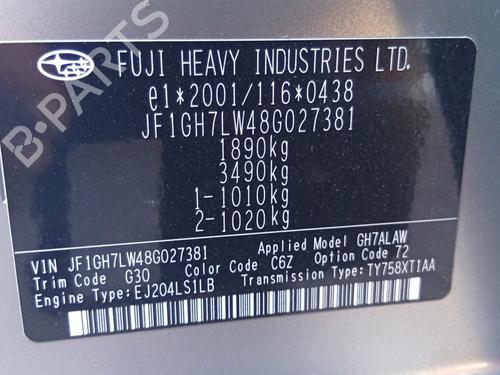 B-PARTS
FUJI HEAVY INDUSTRIES LTD.
e1*2001/116*0438
JF1GH7LW48G027381
1890kg
3490kg
1-1010kg
2-1020kg
VIN JF1GH7LW48G027381 Applied Model GH7ALAW
Trim Code G30 Color Code C6Z Option Code 72
Engine Type:EJ204LS1LB Transmission Type:TY758XT1AA